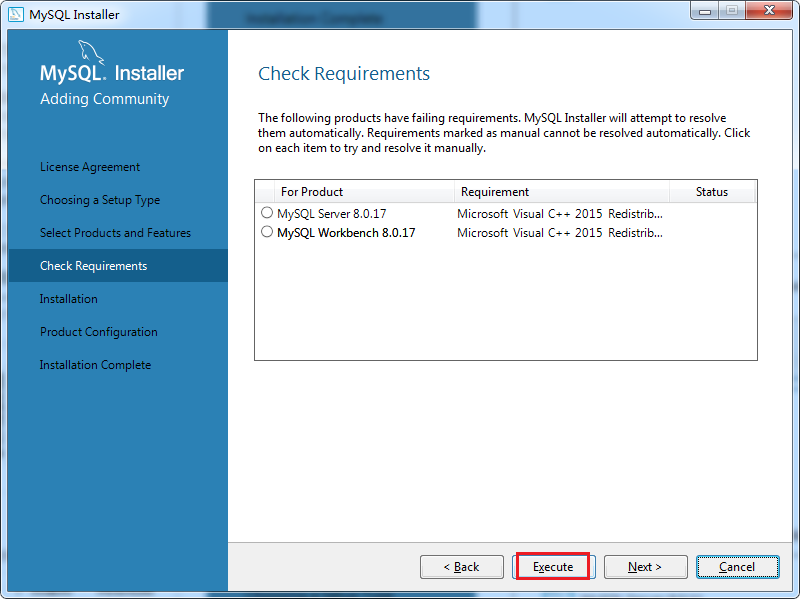 MySQL Installer
MySQL. Installer
Adding Community
License Agreement
Choosing a Setup Type
Select Products and Features
Check Requirements
Installation
Product Configuration
Installation Complete
Check Requirements
The following products have failing requirements. MySQL Installer will attempt to resolve
them automatically. Requirements marked as manual cannot be resolved automatically. Click
on each item to try and resolve it manually.
For Product Requirement Status
MySQL Server 8.0.17 Microsoft Visual C++ 2015 Redistrib...
MySQL Workbench 8.0.17 Microsoft Visual C++ 2015 Redistrib...
< Back Execute Next > Cancel